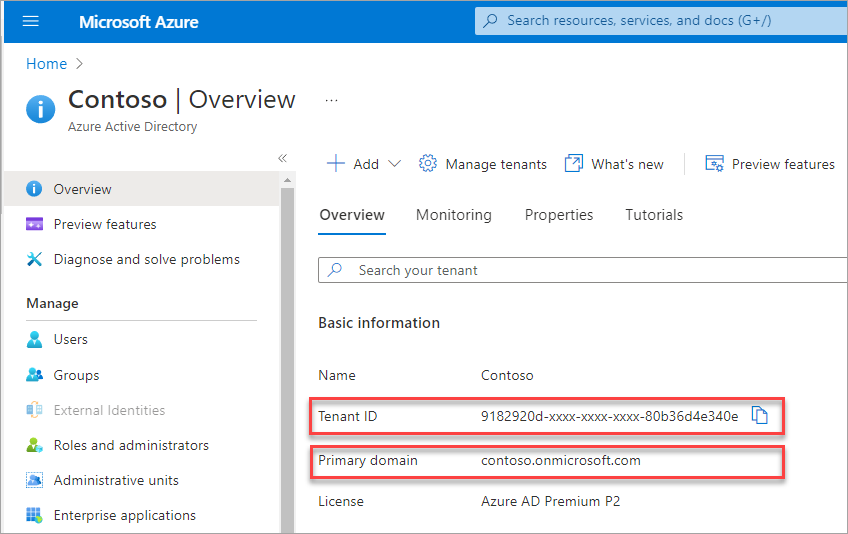 Microsoft Azure
Search resources, services, and docs (G+/)
Home
Contoso | Overview
...
Azure Active Directory
Overview
Preview features
Diagnose and solve problems
Manage
Users
Groups
External Identities
Roles and administrators
Administrative units
Enterprise applications
Add
Manage tenants
What's new
Preview features
Overview
Monitoring
Properties
Tutorials
Search your tenant
Basic information
Name Contoso
Tenant ID 9182920d-xxxx-xxxx-xxxx-80b36d4e340e
Primary domain contoso.onmicrosoft.com
License Azure AD Premium P2